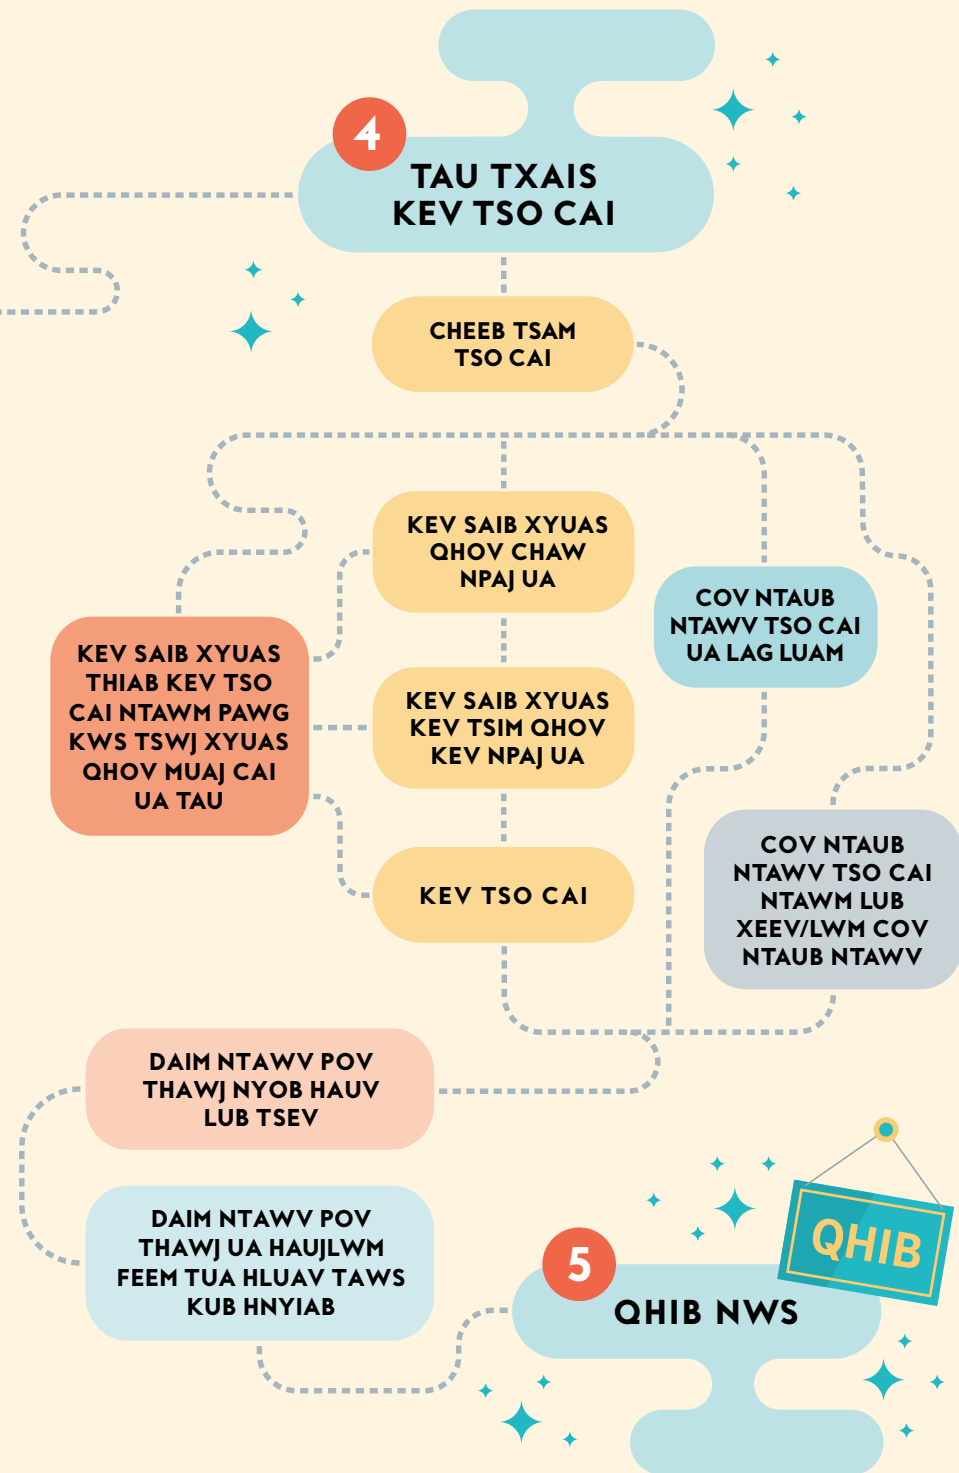 4
TAU TXAIS
KEV TSO CAI
CHEEB TSAM
TSO CAI
KEV SAIB XYUAS
QHOV CHAW
NPAJ UA
COV NTAUB
NTAWV TSO CAI
UA LAG LUAM
KEV SAIB XYUAS
THIAB KEV TSO
CAI NTAWM PAWG
KWS TSWJ XYUAS
QHOV MUAJ CAI
UA TAU
KEV SAIB XYUAS
KEV TSIM QHOV
KEV NPAJ UA
COV NTAUB
NTAWV TSO CAI
NTAWM LUB
XEEV/LWM COV
NTAUB NTAWV
KEV TSO CAI
DAIM NTAWV POV
THAWJ NYOB HAUV
LUB TSEV
DAIM NTAWV POV
THAWJ UA HAUJLWM
FEEM TUA HLUAV TAWS
KUB HNYIAB
QHIB
5
QHIB NWS